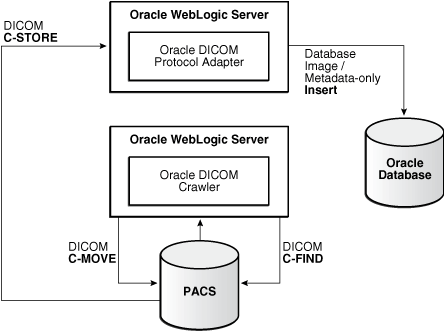 DICOM
C-STORE
Oracle WebLogic Server
Oracle DICOM
Protocol Adapter
Database
Image /
Metadata-only
Insert
Oracle
Database
Oracle WebLogic Server
Oracle DICOM
Crawler
DICOM
C-MOVE
DICOM
C-FIND
PACS